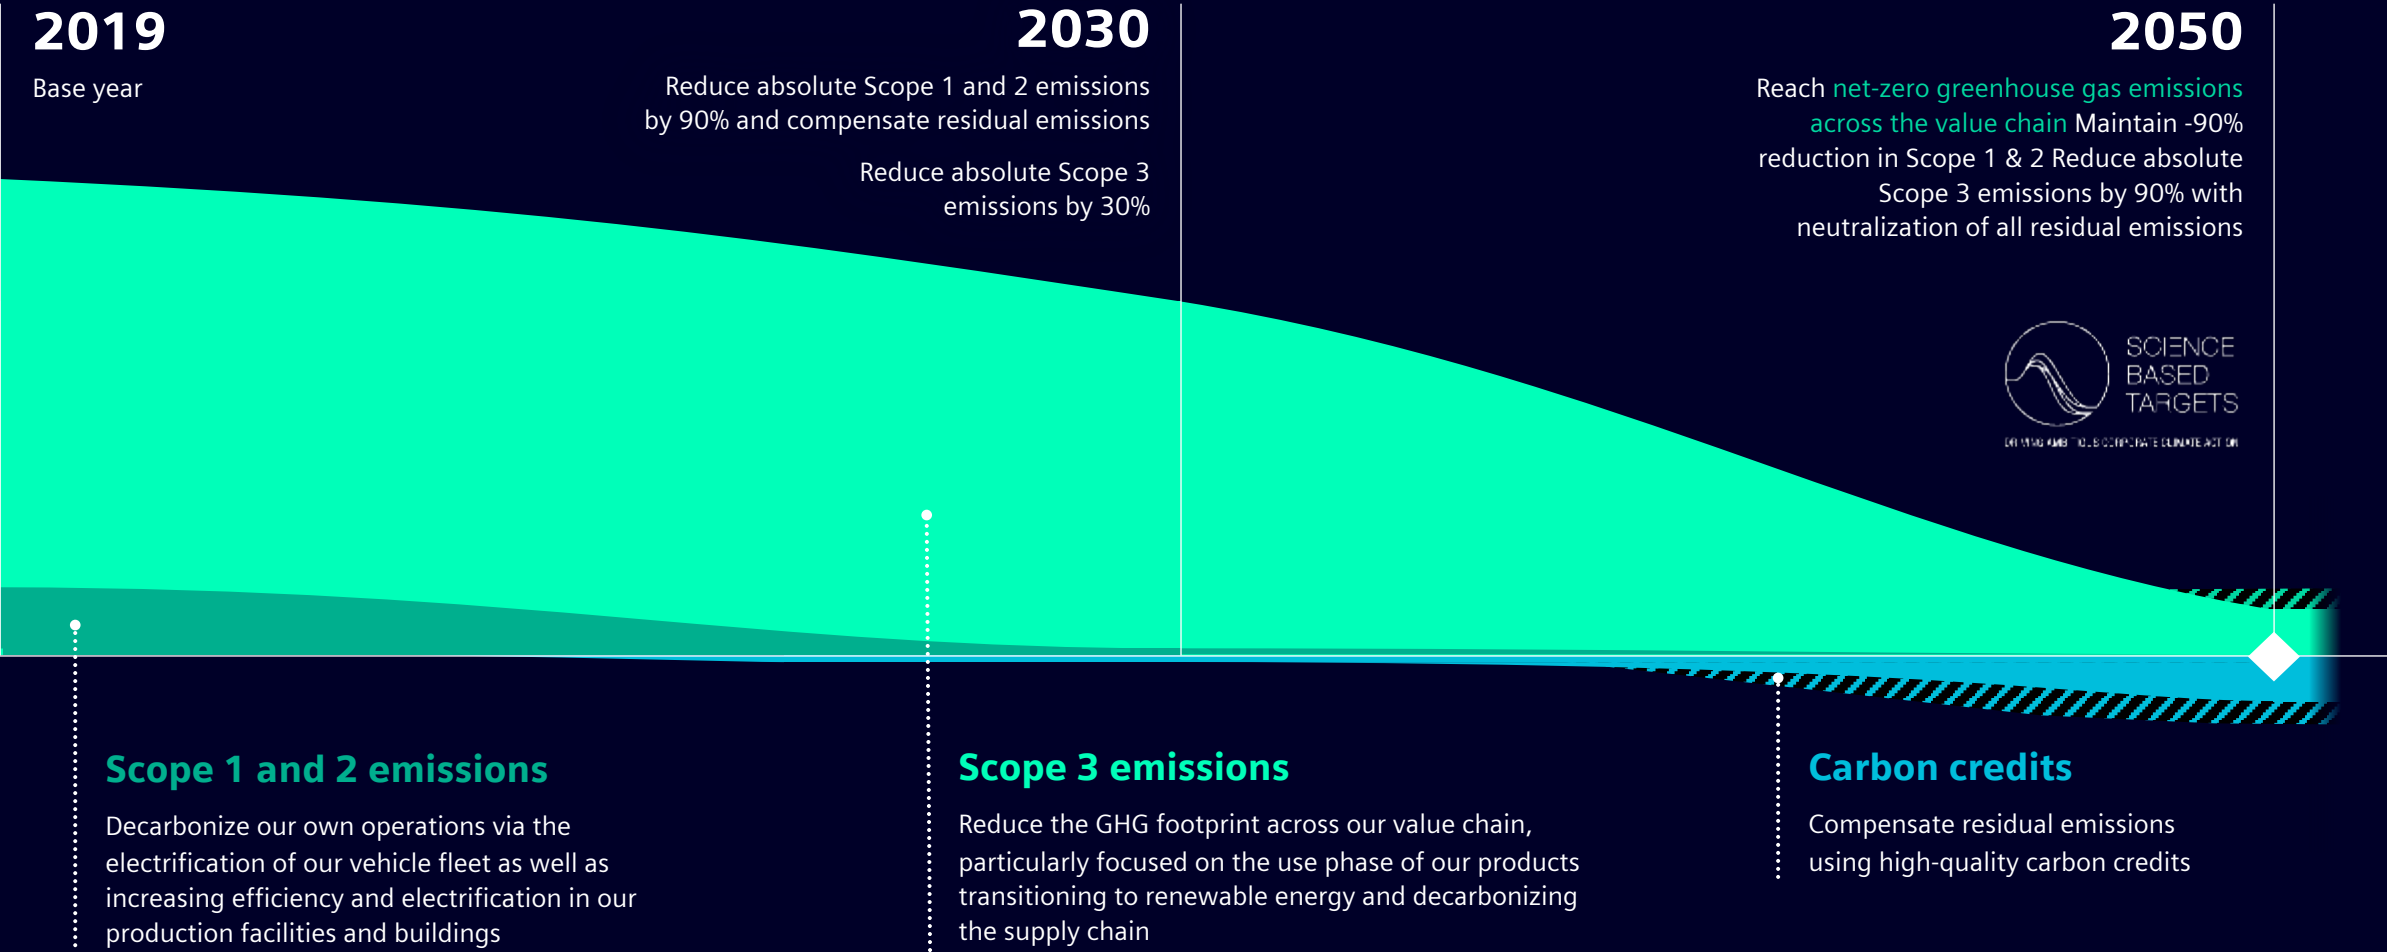 2019
Base year
2030
Reduce absolute Scope 1 and 2 emissions
by 90% and compensate residual emissions
Reduce absolute Scope 3
emissions by 30%
2050
Reach net-zero greenhouse gas emissions
across the value chain Maintain -90%
reduction in Scope 1 & 2 Reduce absolute
Scope 3 emissions by 90% with
neutralization of all residual emissions
SCIENCE
BASED
TARGETS
DRIVING AMBITIOUS CORPORATE CLIMATE ACTION
Scope 1 and 2 emissions
Decarbonize our own operations via the
electrification of our vehicle fleet as well as
increasing efficiency and electrification in our
production facilities and buildings
Scope 3 emissions
Reduce the GHG footprint across our value chain,
particularly focused on the use phase of our products
transitioning to renewable energy and decarbonizing
the supply chain
Carbon credits
Compensate residual emissions
using high-quality carbon credits